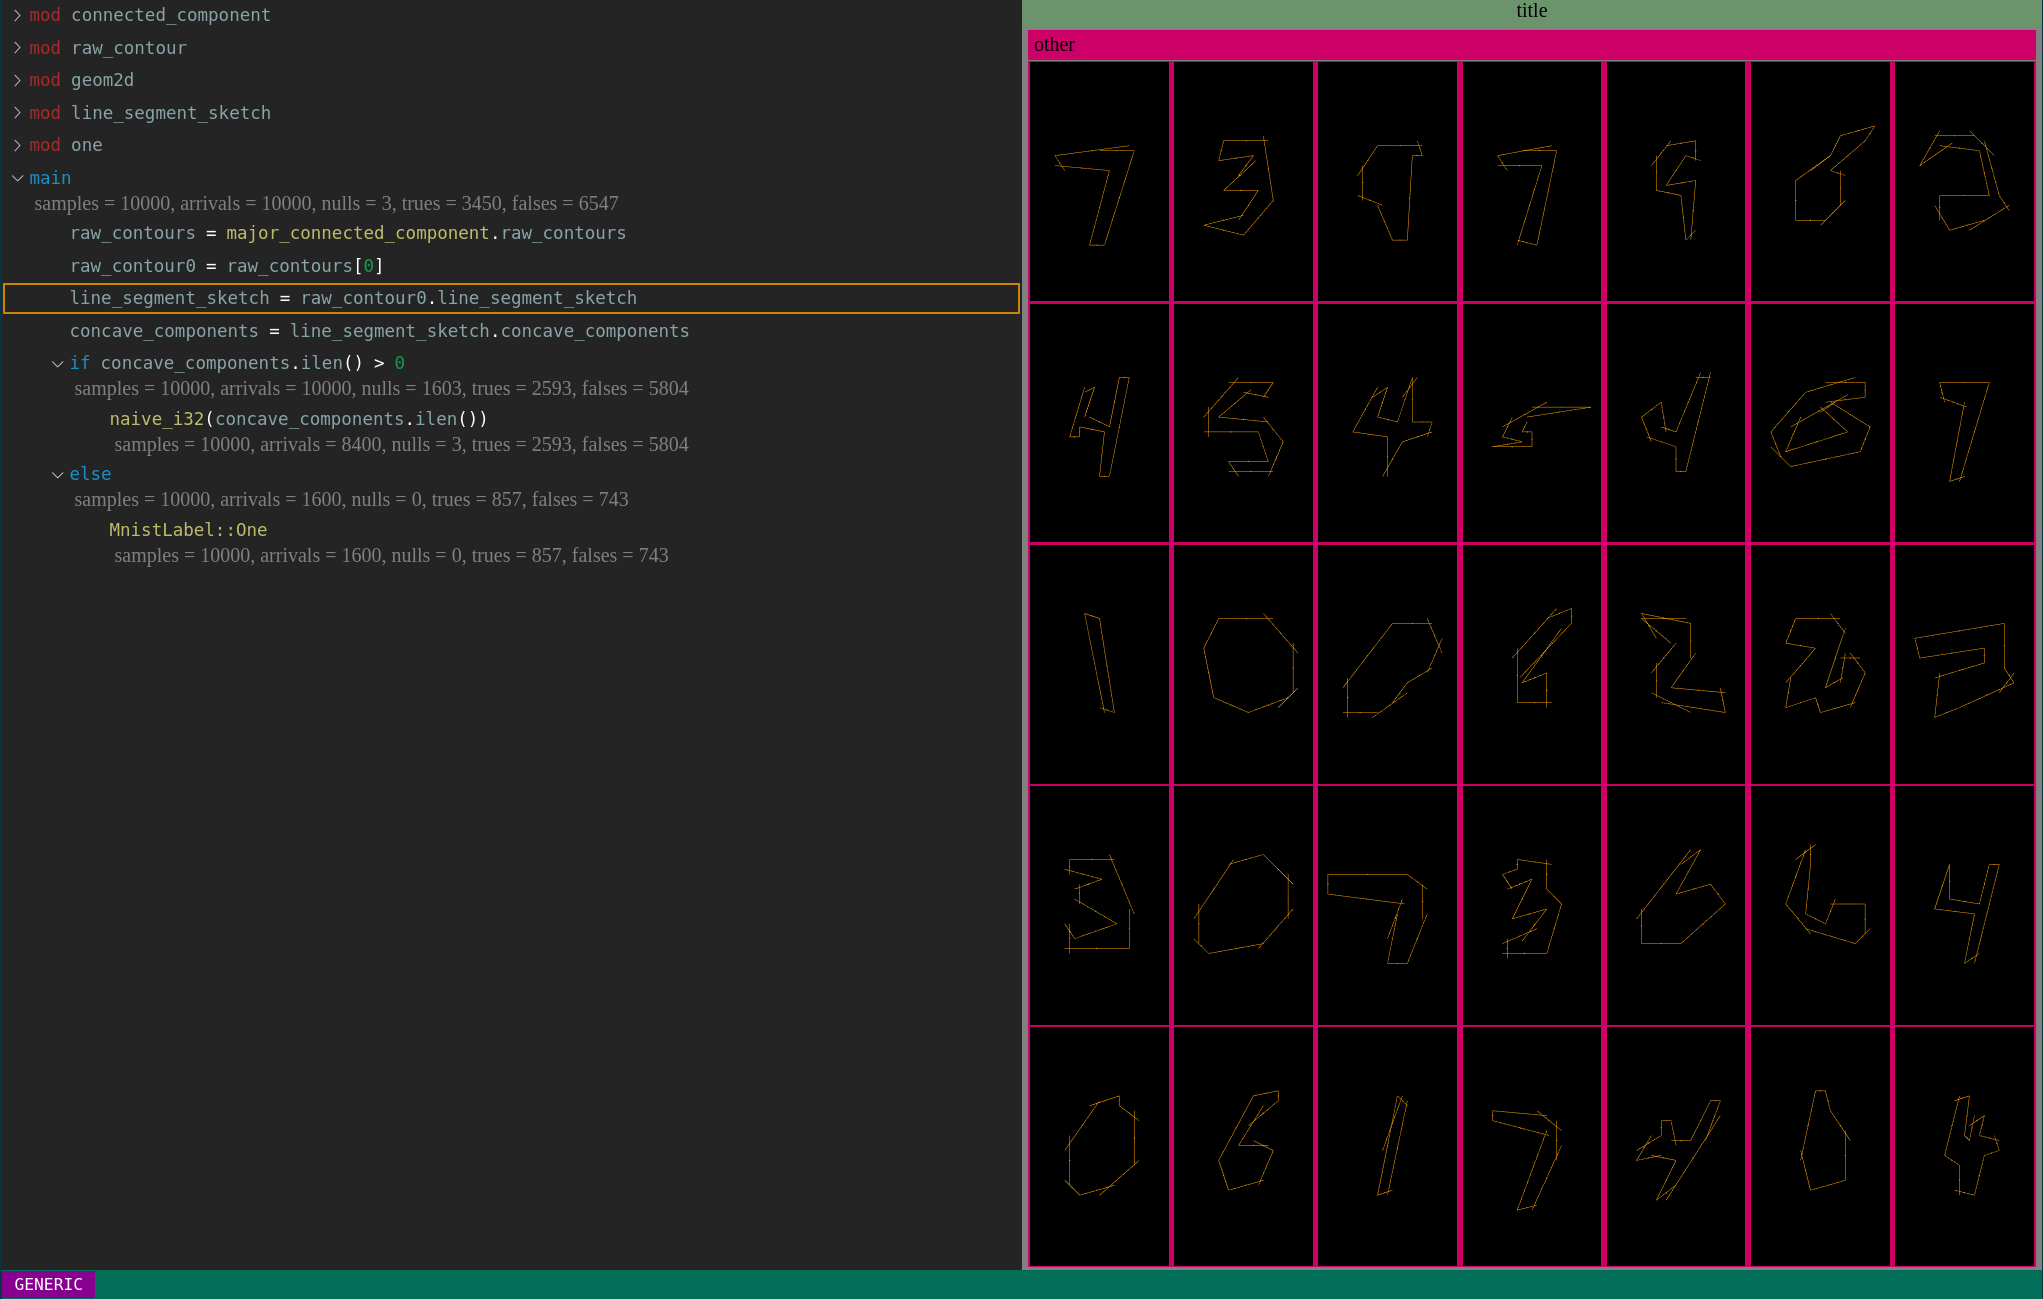 mod connected_component
mod raw_contour
mod geom2d
mod line_segment_sketch
mod one
main
samples = 10000, arrivals = 10000, nulls = 3, trues = 3450, falses = 6547
raw_contours = major_connected_component.raw_contours
raw_contour0 = raw_contours[0]
line_segment_sketch = raw_contour0.line_segment_sketch
concave_components = line_segment_sketch.concave_components
if concave_components.ilen() > 0
samples = 10000, arrivals = 10000, nulls = 1603, trues = 2593, falses = 5804
naive_i32(concave_components.ilen())
samples = 10000, arrivals = 8400, nulls = 3, trues = 2593, falses = 5804
else
samples = 10000, arrivals = 1600, nulls = 0, trues = 857, falses = 743
MnistLabel::One
samples = 10000, arrivals = 1600, nulls = 0, trues = 857, falses = 743
title
other
GENERIC